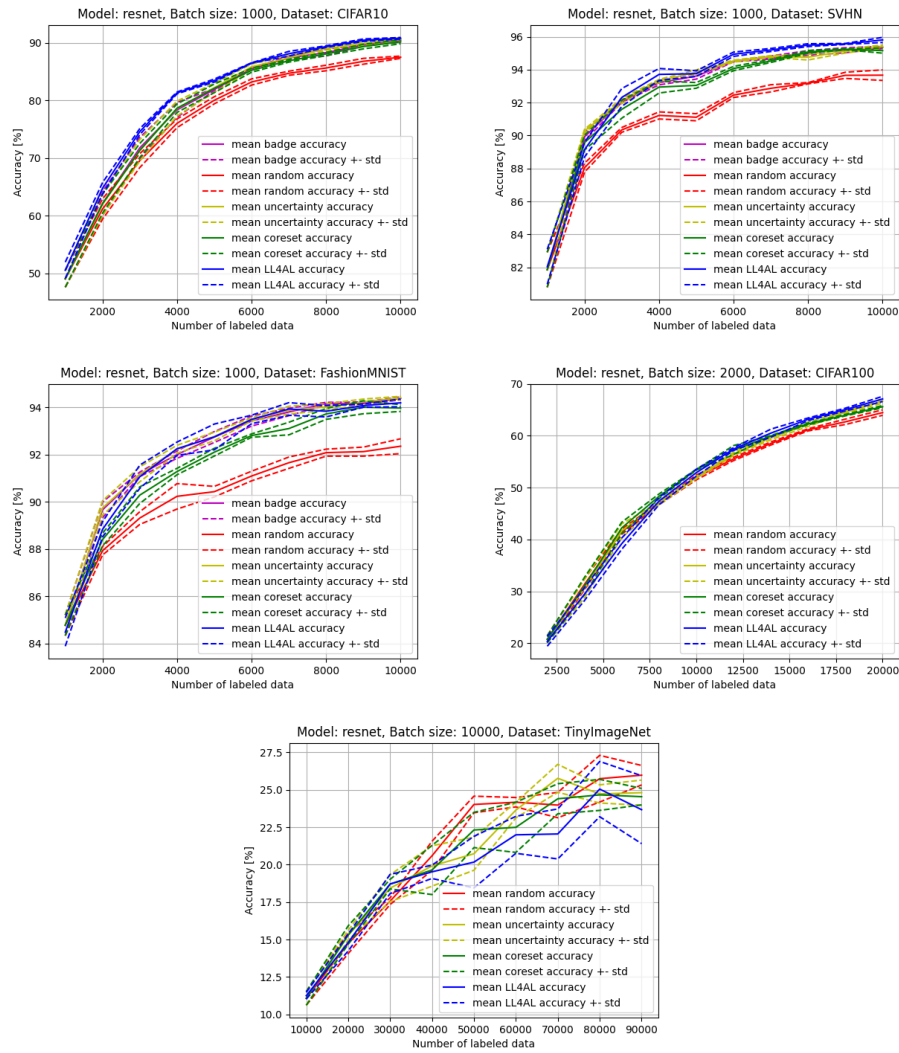 Model: resnet, Batch size: 1000, Dataset: CIFAR10
90
80
70
60
50
Accuracy [%]
mean badge accuracy
mean badge accuracy +- std
mean random accuracy
mean random accuracy +- std
mean uncertainty accuracy
mean uncertainty accuracy +- std
mean coreset accuracy
mean coreset accuracy +- std
mean LL4AL accuracy
mean LL4AL accuracy +- std
2000 4000 6000 8000 10000
Number of labeled data
Model: resnet, Batch size: 1000, Dataset: SVHN
96
94
92
90
88
86
84
82
Accuracy [%]
mean badge accuracy
mean badge accuracy +- std
mean random accuracy
mean random accuracy +- std
mean uncertainty accuracy
mean uncertainty accuracy +- std
mean coreset accuracy
mean coreset accuracy +- std
mean LL4AL accuracy
mean LL4AL accuracy +- std
2000 4000 6000 8000 10000
Number of labeled data
Model: resnet, Batch size: 1000, Dataset: FashionMNIST
94
92
90
88
86
84
Accuracy [%]
mean badge accuracy
mean badge accuracy +- std
mean random accuracy
mean random accuracy +- std
mean uncertainty accuracy
mean uncertainty accuracy +- std
mean coreset accuracy
mean coreset accuracy +- std
mean LL4AL accuracy
mean LL4AL accuracy +- std
2000 4000 6000 8000 10000
Number of labeled data
Model: resnet, Batch size: 2000, Dataset: CIFAR100
70
60
50
40
30
20
Accuracy [%]
mean random accuracy
mean random accuracy +- std
mean uncertainty accuracy
mean uncertainty accuracy +- std
mean coreset accuracy
mean coreset accuracy +- std
mean LL4AL accuracy
mean LL4AL accuracy +- std
2500 5000 7500 10000 12500 15000 17500 20000
Number of labeled data
Model: resnet, Batch size: 10000, Dataset: TinyImageNet
27.5
25.0
22.5
20.0
17.5
15.0
12.5
10.0
Accuracy [%]
mean random accuracy
mean random accuracy +- std
mean uncertainty accuracy
mean uncertainty accuracy +- std
mean coreset accuracy
mean coreset accuracy +- std
mean LL4AL accuracy
mean LL4AL accuracy +- std
10000 20000 30000 40000 50000 60000 70000 80000 90000
Number of labeled data